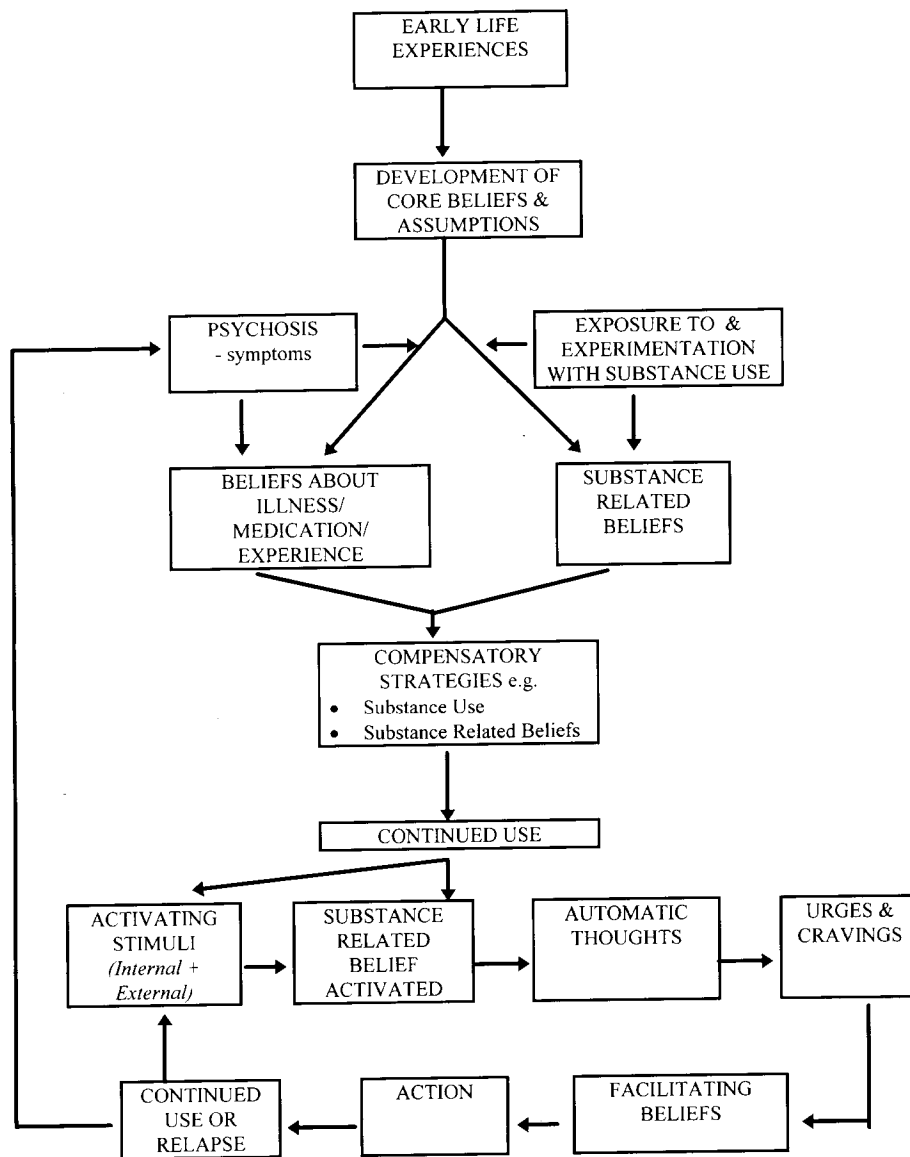 EARLY LIFE
EXPERIENCES
DEVELOPMENT OF
CORE BELIEFS &
ASSUMPTIONS
PSYCHOSIS
- symptoms
EXPOSURE TO &
EXPERIMENTATION
WITH SUBSTANCE USE
BELIEFS ABOUT
ILLNESS/
MEDICATION/
EXPERIENCE
SUBSTANCE
RELATED
BELIEFS
COMPENSATORY
STRATEGIES e.g.
• Substance Use
• Substance Related Beliefs
CONTINUED USE
ACTIVATING
STIMULI
(Internal +
External)
SUBSTANCE
RELATED
BELIEF
ACTIVATED
AUTOMATIC
THOUGHTS
URGES &
CRAVINGS
CONTINUED
USE OR
RELAPSE
ACTION
FACILITATING
BELIEFS